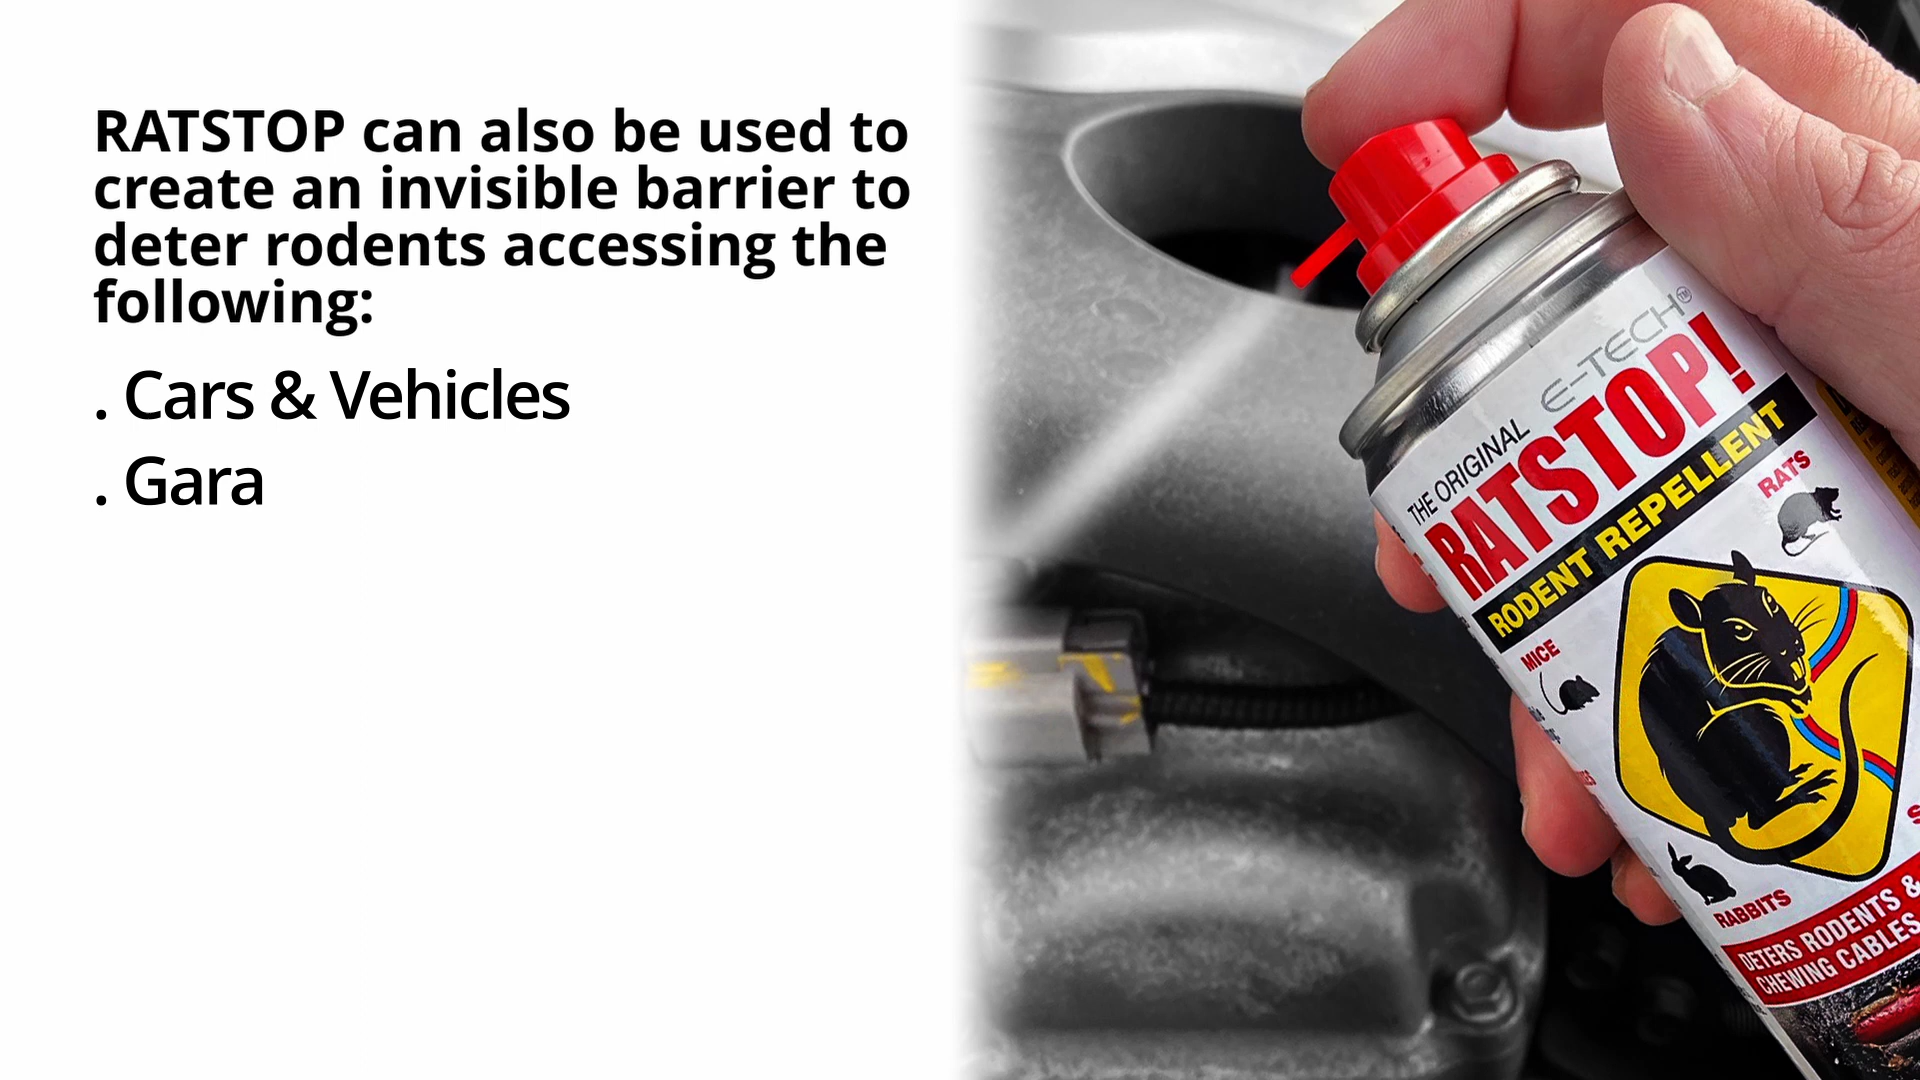 RATSTOP can also be used to
create an invisible barrier to
deter rodents accessing the
following:
. Cars & Vehicles
. Gara
THE ORIGINAL E-TECH
RATSTOP!
RODENT REPELLENT
RATS
MICE
RABBITS
DETERS RODENTS &
CHEWING CABLES